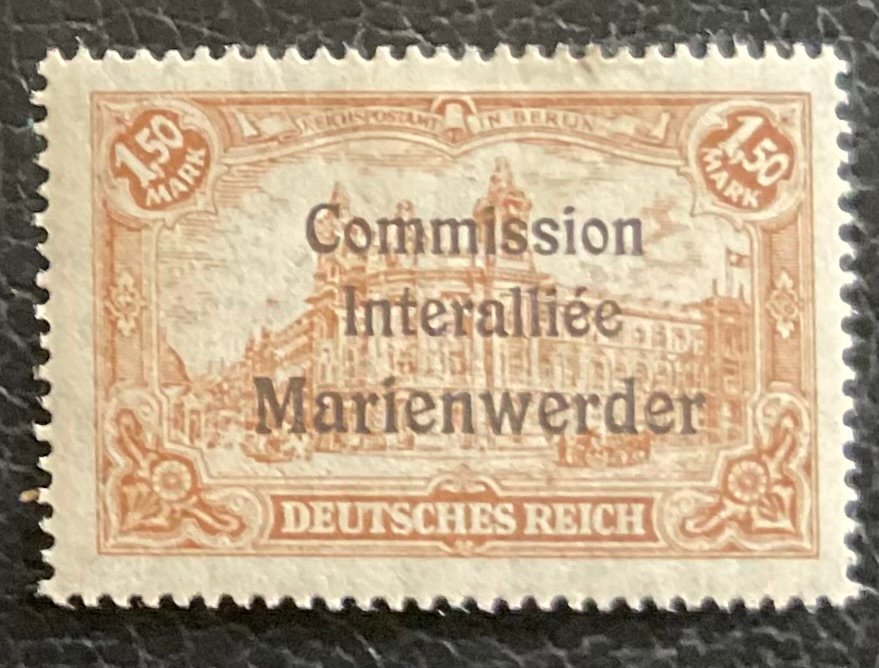 1,50 MARK
REICHSPOSTAMT IN BERLIN
1,50 MARK
Commission
Interalliée
Marienwerder
DEUTSCHES REICH